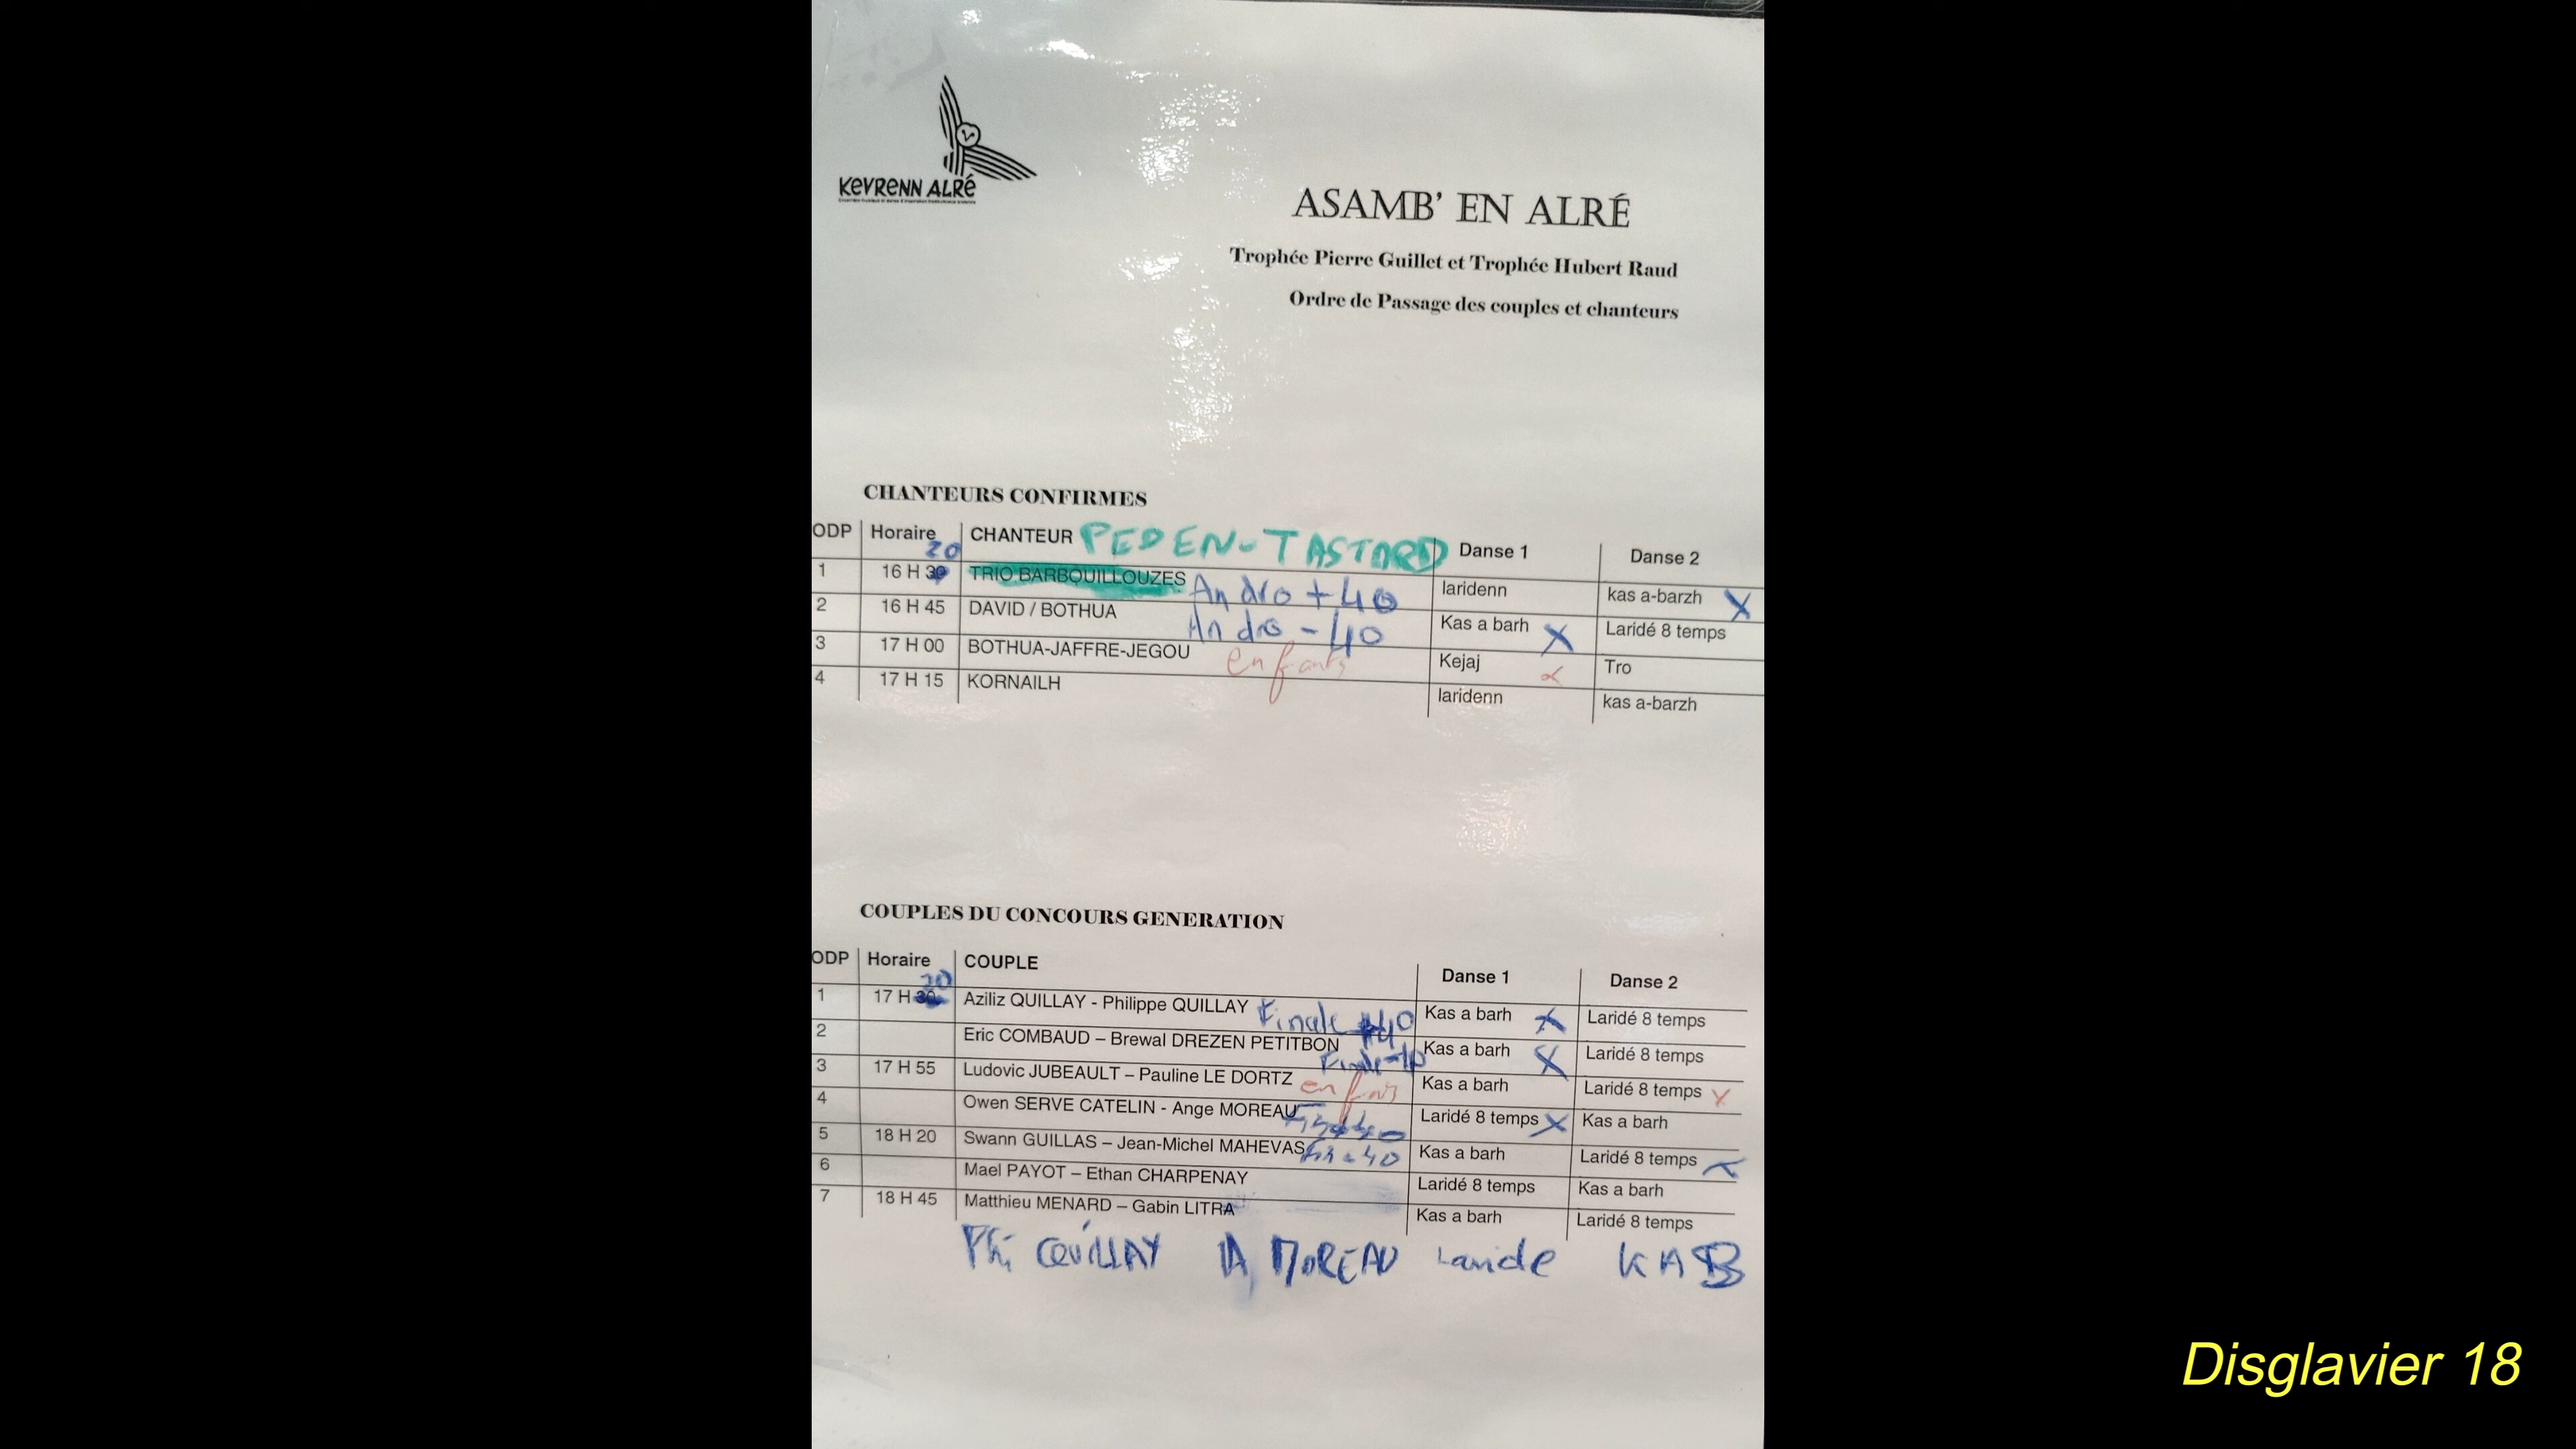 KEVRENN ALRÉ
ASAMB' EN ALRÉ
Trophée Pierre Guillet et Trophée Hubert Raud
Ordre de Passage des couples et chanteurs
CHANTEURS CONFIRMES
ODP Horaire CHANTEUR PEDEN-TASTARD Danse 1 Danse 2
20
1 16 H 30 TRIO BARBOUILLOUZES laridenn kas a-barzh X
Andro + 40
2 16 H 45 DAVID / BOTHUA Kas a barh X Laridé 8 temps
Andro - 40
3 17 H 00 BOTHUA-JAFFRE-JEGOU Kejaj Tro
enfants
4 17 H 15 KORNAILH laridenn kas a-barzh
COUPLES DU CONCOURS GENERATION
ODP Horaire COUPLE Danse 1 Danse 2
20
1 17 H 30 Aziliz QUILLAY - Philippe QUILLAY Finale +40 Kas a barh X Laridé 8 temps
2 Eric COMBAUD – Brewal DREZEN PETITBON Kas a barh X Laridé 8 temps
3 17 H 55 Ludovic JUBEAULT – Pauline LE DORTZ Kas a barh Laridé 8 temps X
4 Owen SERVE CATELIN - Ange MOREAU Laridé 8 temps X Kas a barh
5 18 H 20 Swann GUILLAS – Jean-Michel MAHEVAS Kas a barh Laridé 8 temps
6 Mael PAYOT – Ethan CHARPENAY Laridé 8 temps Kas a barh
7 18 H 45 Matthieu MENARD – Gabin LITRA Kas a barh Laridé 8 temps
Phi QUILLAY A MOREAU Laride KAB
Disglavier 18